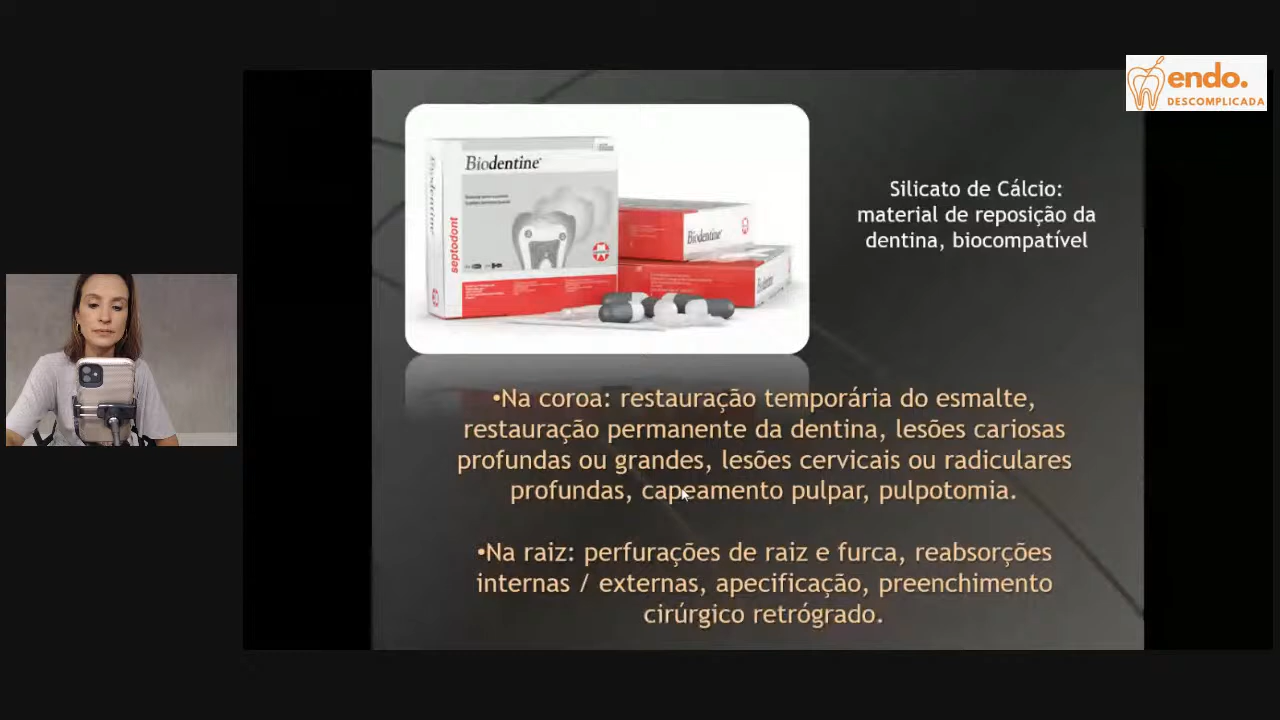 endo.
DESCOMPLICADA
Biodentine
Biodentine
septodont
Biodentine
Biodentine
Silicato de Cálcio:
material de reposição da
dentina, biocompatível
•Na coroa: restauração temporária do esmalte,
restauração permanente da dentina, lesões cariosas
profundas ou grandes, lesões cervicais ou radiculares
profundas, capeamento pulpar, pulpotomia.
•Na raiz: perfurações de raiz e furca, reabsorções
internas / externas, apecificação, preenchimento
cirúrgico retrógrado.